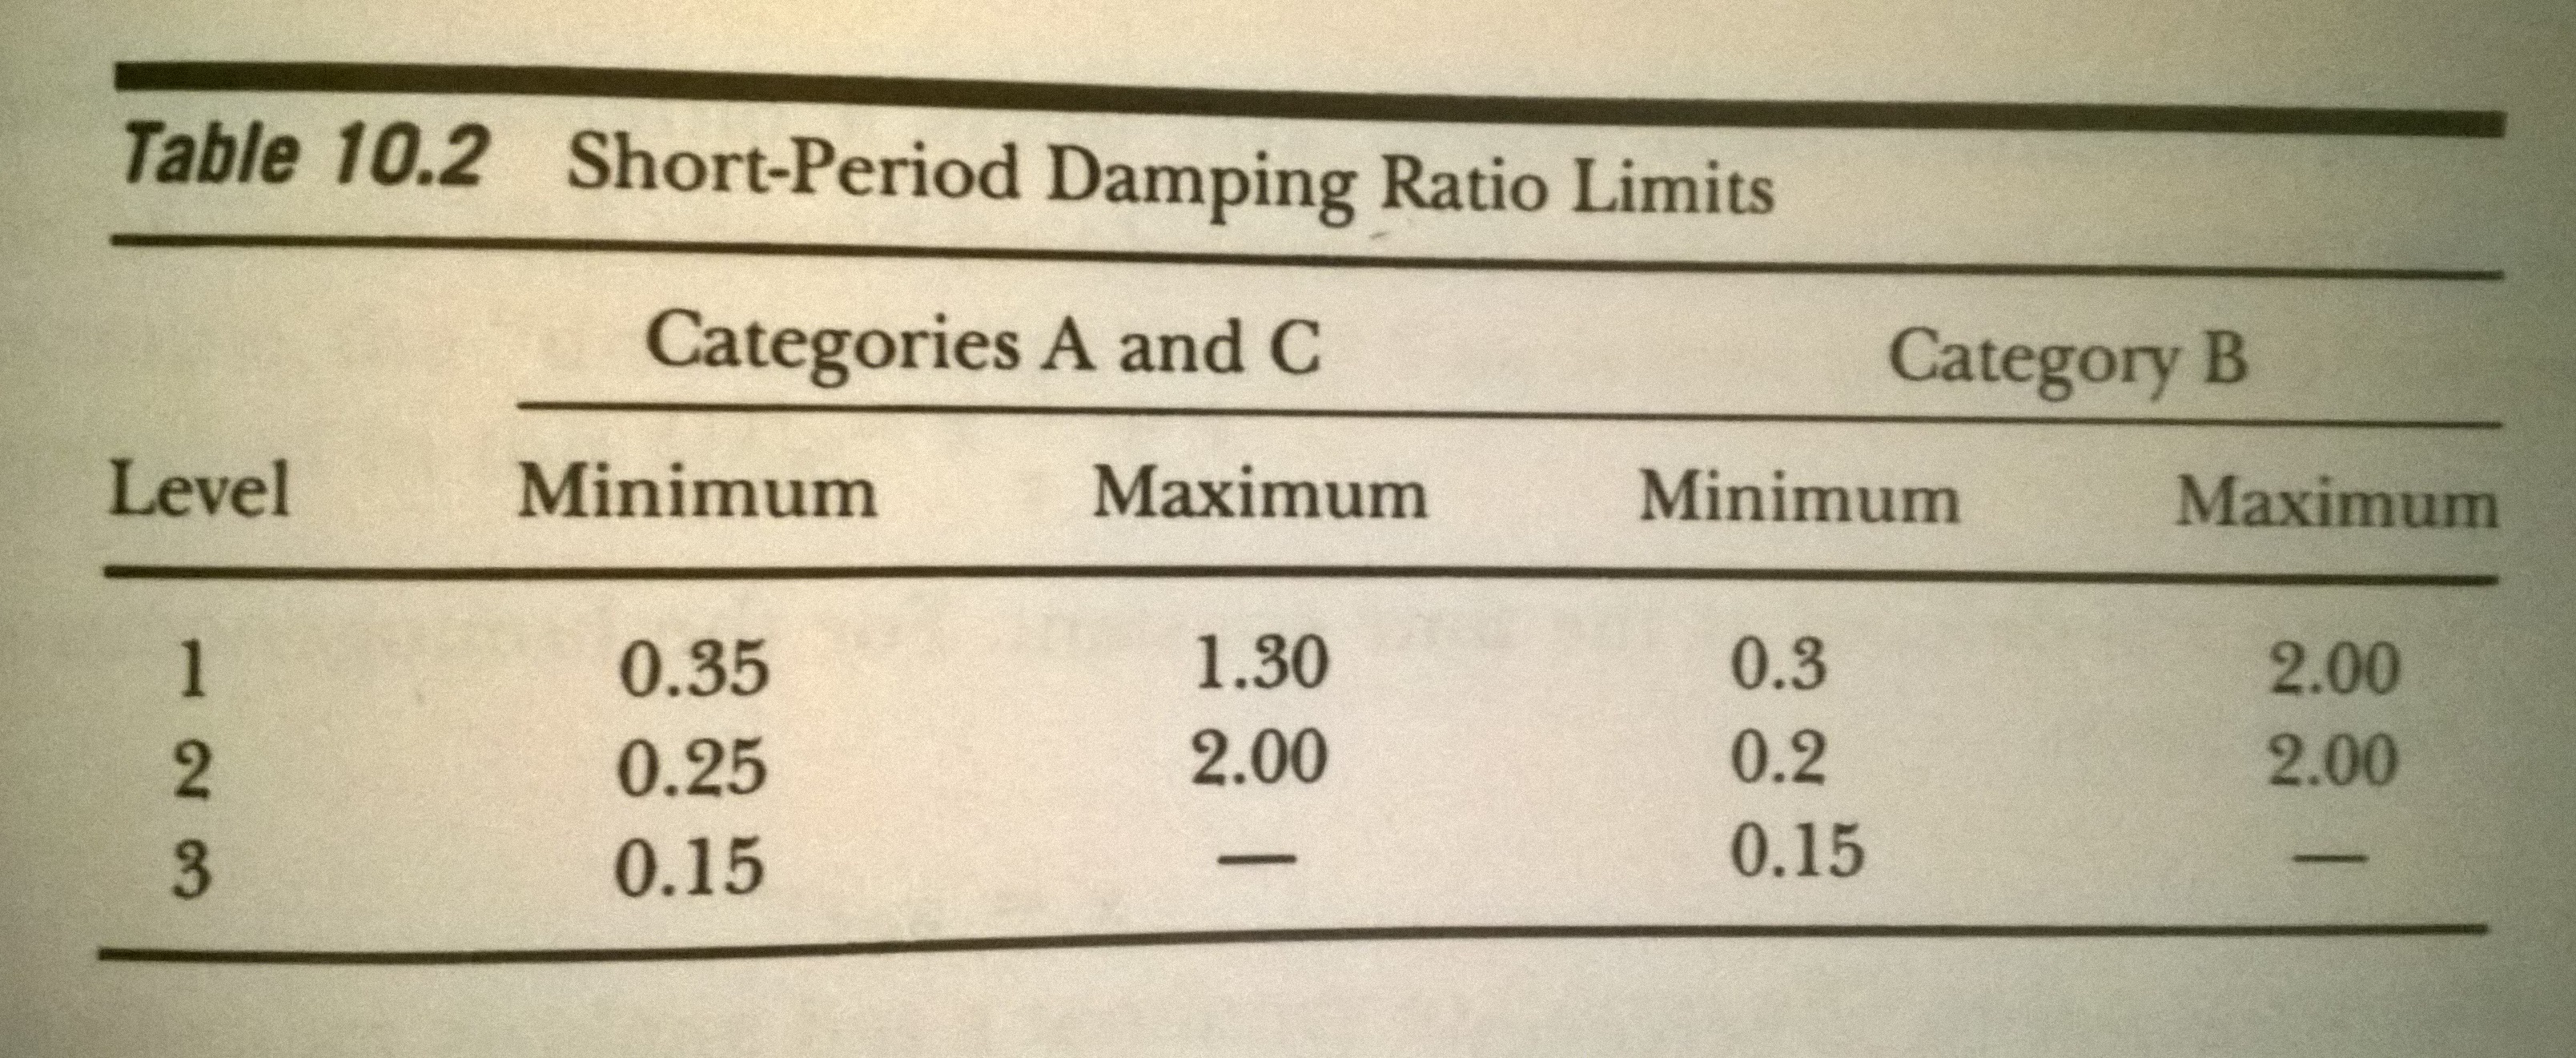 Table 10.2 Short-Period Damping Ratio Limits
Categories A and C Category B
Level Minimum Maximum Minimum Maximum
1 0.35 1.30 0.3 2.00
2 0.25 2.00 0.2 2.00
3 0.15 — 0.15 —